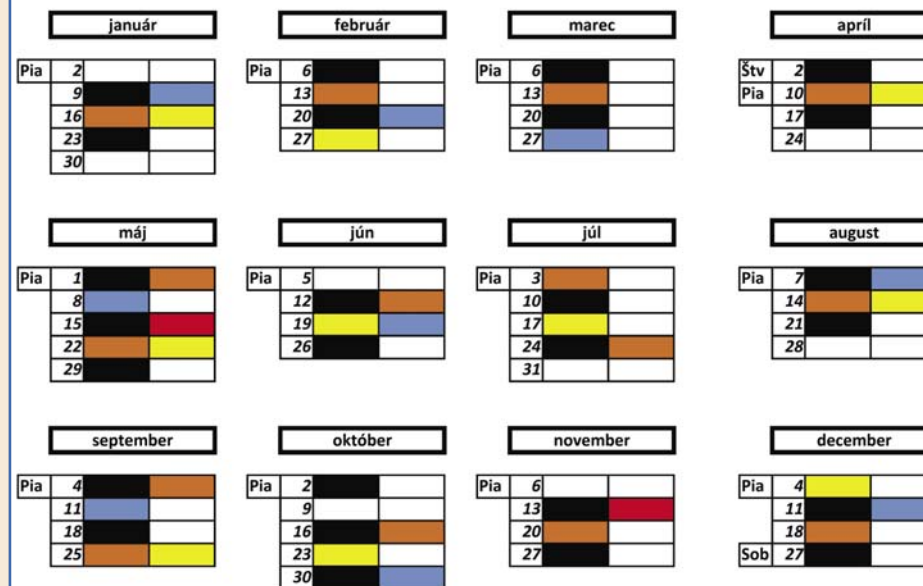 január
Pia 2
9
16
23
30
február
Pia 6
13
20
27
marec
Pia 6
13
20
27
apríl
Štv 2
Pia 10
17
24
máj
Pia 1
8
15
22
29
jún
Pia 5
12
19
26
júl
Pia 3
10
17
24
31
august
Pia 7
14
21
28
september
Pia 4
11
18
25
október
Pia 2
9
16
23
30
november
Pia 6
13
20
27
december
Pia 4
11
18
Sob 27